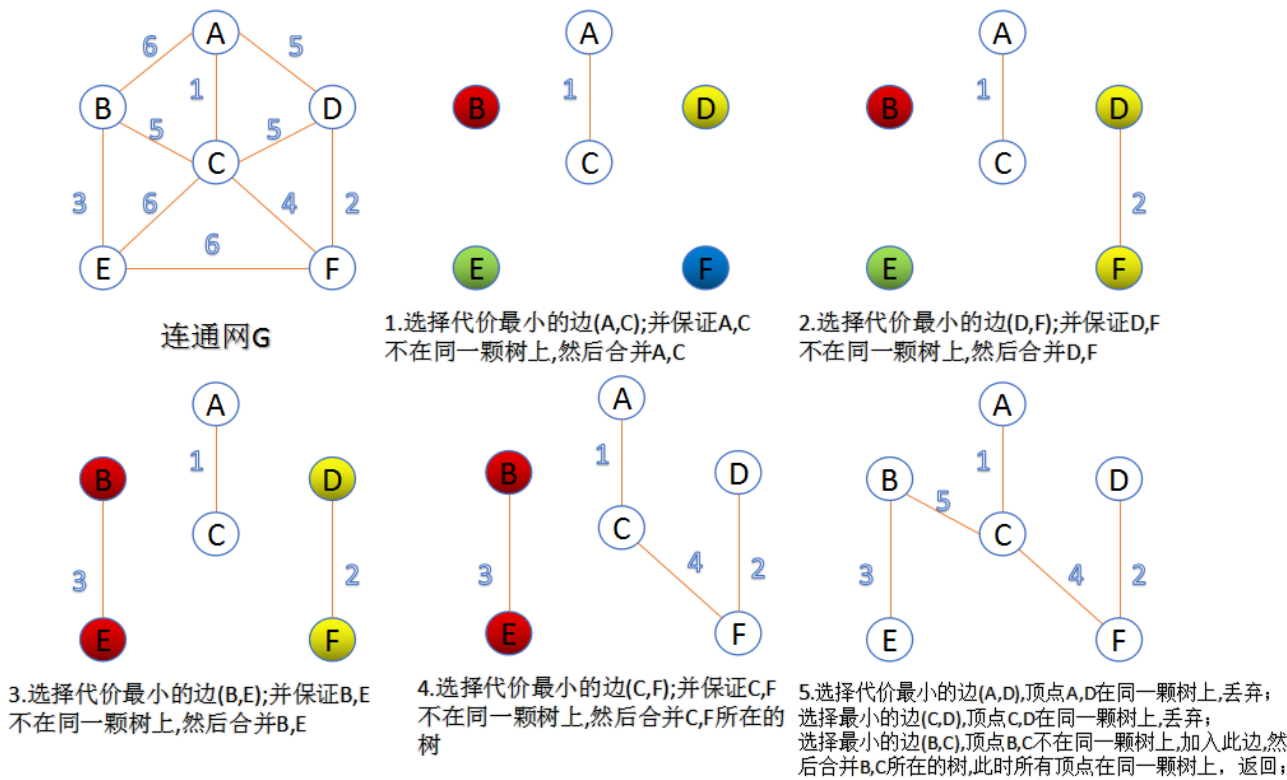 A
6
5
B
1
D
5
5
C
3
6
4
2
6
E
F
连通网G
A
1
B
D
C
E
F
1.选择代价最小的边(A,C);并保证A,C
不在同一颗树上,然后合并A,C
A
1
B
D
C
2
E
F
2.选择代价最小的边(D,F);并保证D,F
不在同一颗树上,然后合并D,F
A
1
B
D
C
3
2
E
F
3.选择代价最小的边(B,E);并保证B,E
不在同一颗树上,然后合并B,E
A
1
B
D
C
3
4
2
E
F
4.选择代价最小的边(C,F);并保证C,F
不在同一颗树上,然后合并C,F所在的
树
A
1
B
D
5
C
3
4
2
E
F
5.选择代价最小的边(A,D),顶点A,D在同一颗树上,丢弃；
选择最小的边(C,D),顶点C,D在同一颗树上,丢弃；
选择最小的边(B,C),顶点B,C不在同一颗树上,加入此边,然
后合并B,C所在的树,此时所有顶点在同一颗树上，返回；